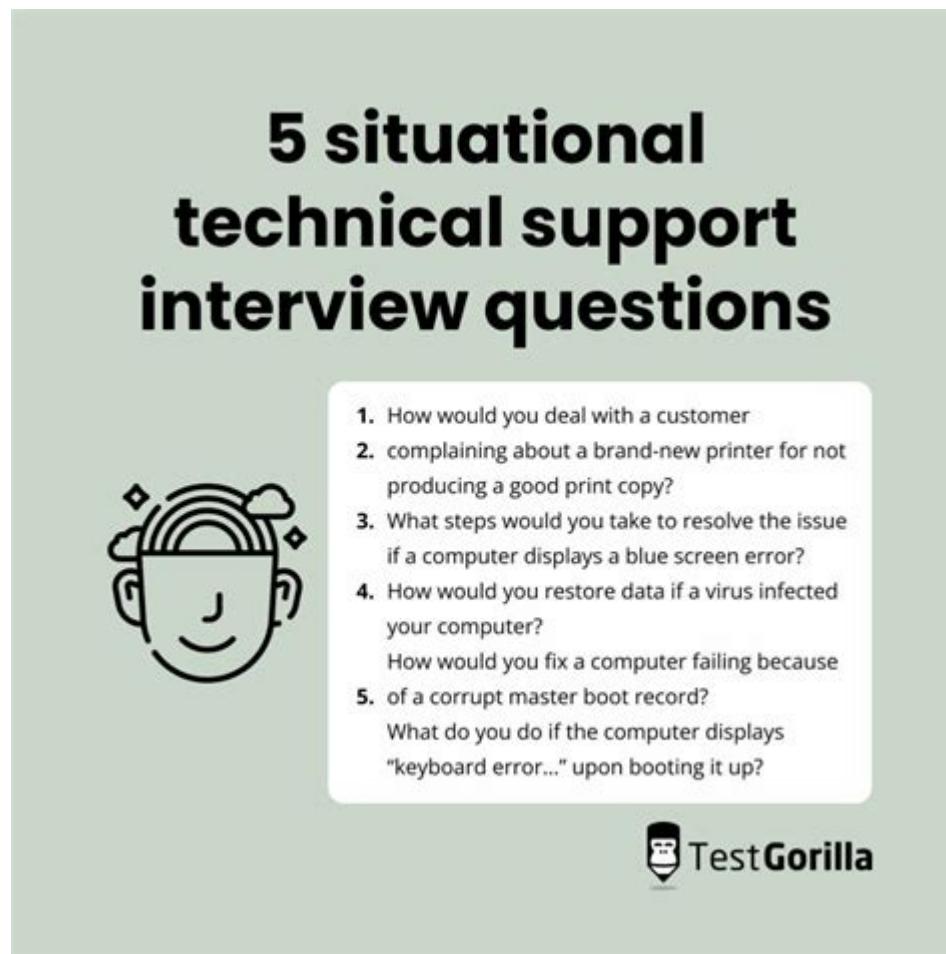 5 situational
technical support
interview questions
1. How would you deal with a customer
2. complaining about a brand-new printer for not
producing a good print copy?
3. What steps would you take to resolve the issue
if a computer displays a blue screen error?
4. How would you restore data if a virus infected
your computer?
How would you fix a computer failing because
5. of a corrupt master boot record?
What do you do if the computer displays
“keyboard error...” upon booting it up?
TestGorilla